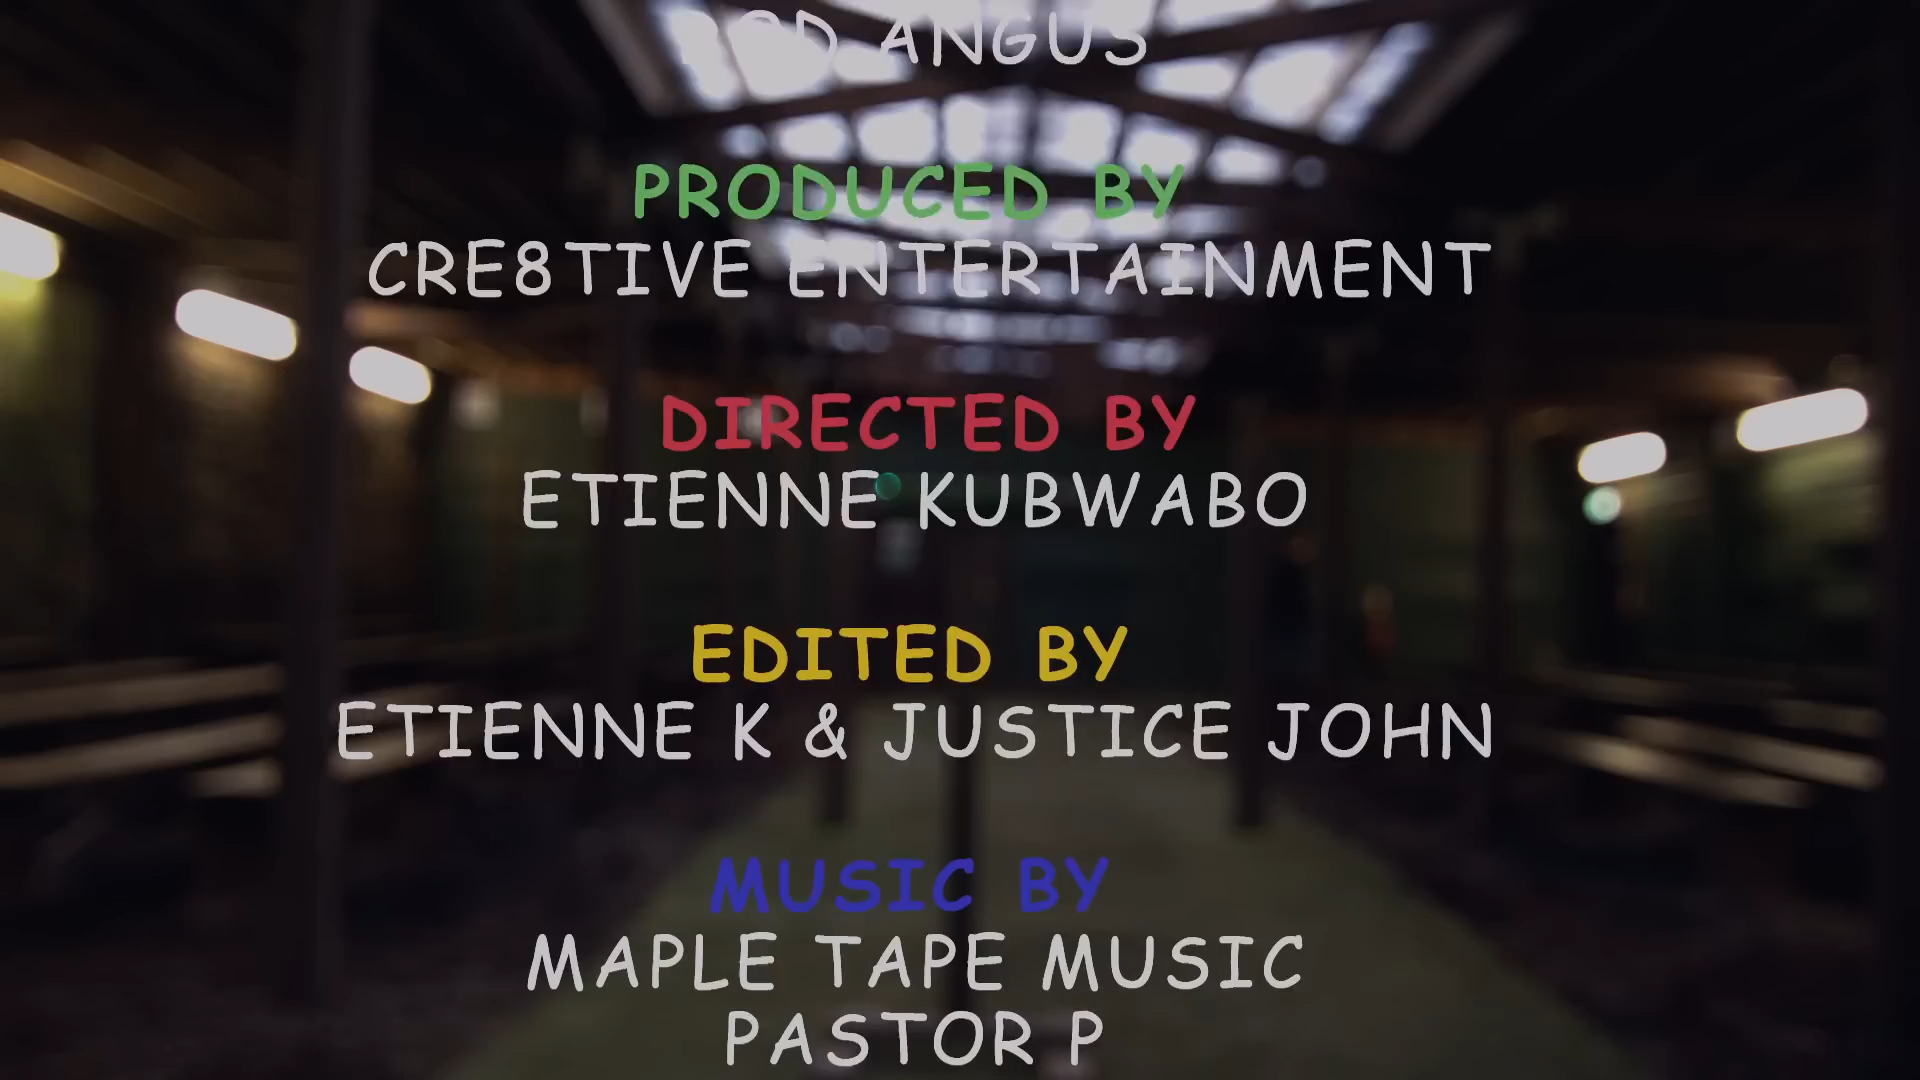 ANGUS
PRODUCED BY
CRE8TIVE ENTERTAINMENT
DIRECTED BY
ETIENNE KUBWABO
EDITED BY
ETIENNE K & JUSTICE JOHN
MUSIC BY
MAPLE TAPE MUSIC
PASTOR P